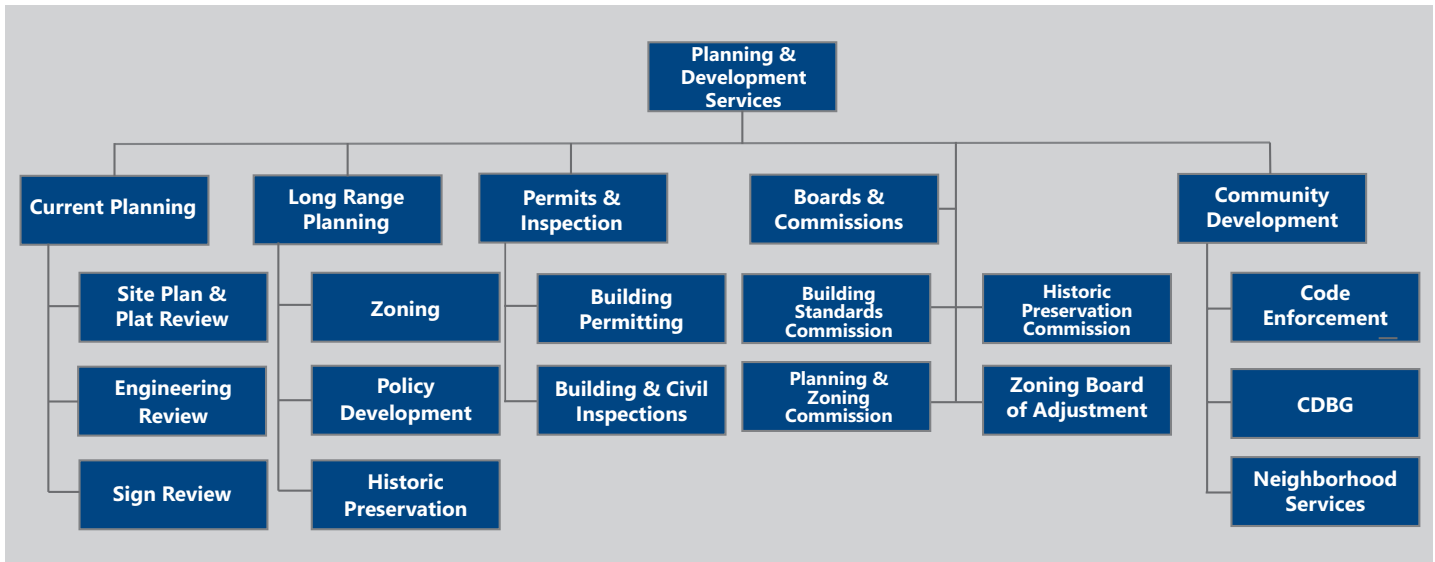 Planning &
Development
Services
Current Planning
Long Range
Planning
Permits &
Inspection
Boards &
Commissions
Community
Development
Site Plan &
Plat Review
Zoning
Building
Permitting
Building
Standards
Commission
Historic
Preservation
Commission
Code
Enforcement
Engineering
Review
Policy
Development
Building & Civil
Inspections
Planning &
Zoning
Commission
Zoning Board
of Adjustment
CDBG
Sign Review
Historic
Preservation
Neighborhood
Services